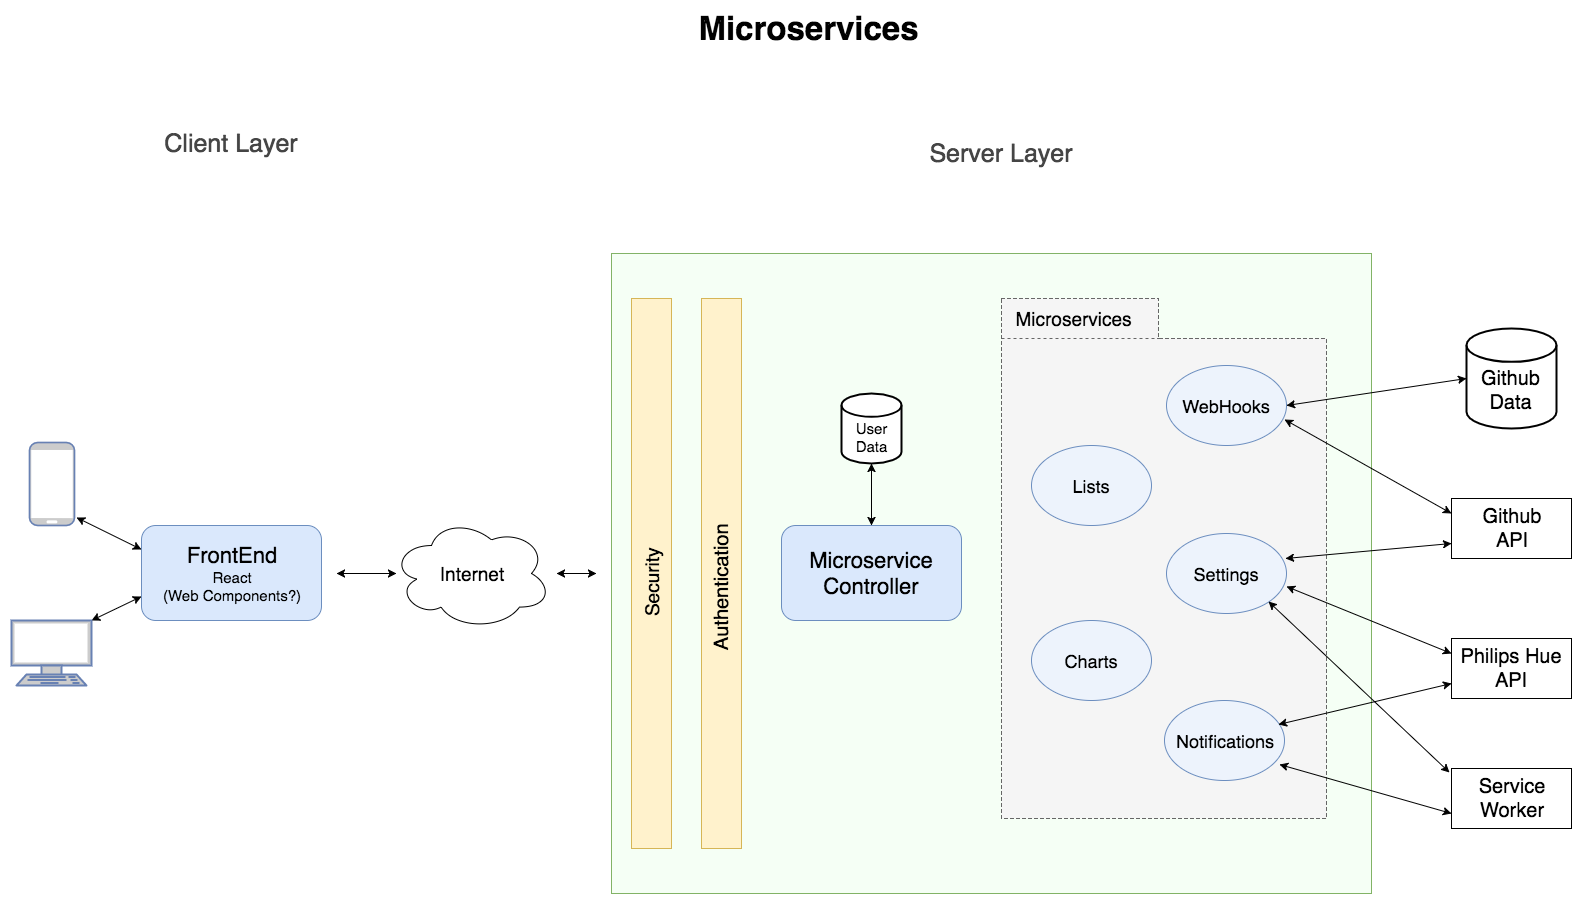 Microservices
Client Layer
Server Layer
FrontEnd
React
(Web Components?)
Internet
Security
Authentication
User
Data
Microservice
Controller
Microservices
WebHooks
Lists
Settings
Charts
Notifications
Github
Data
Github
API
Philips Hue
API
Service
Worker